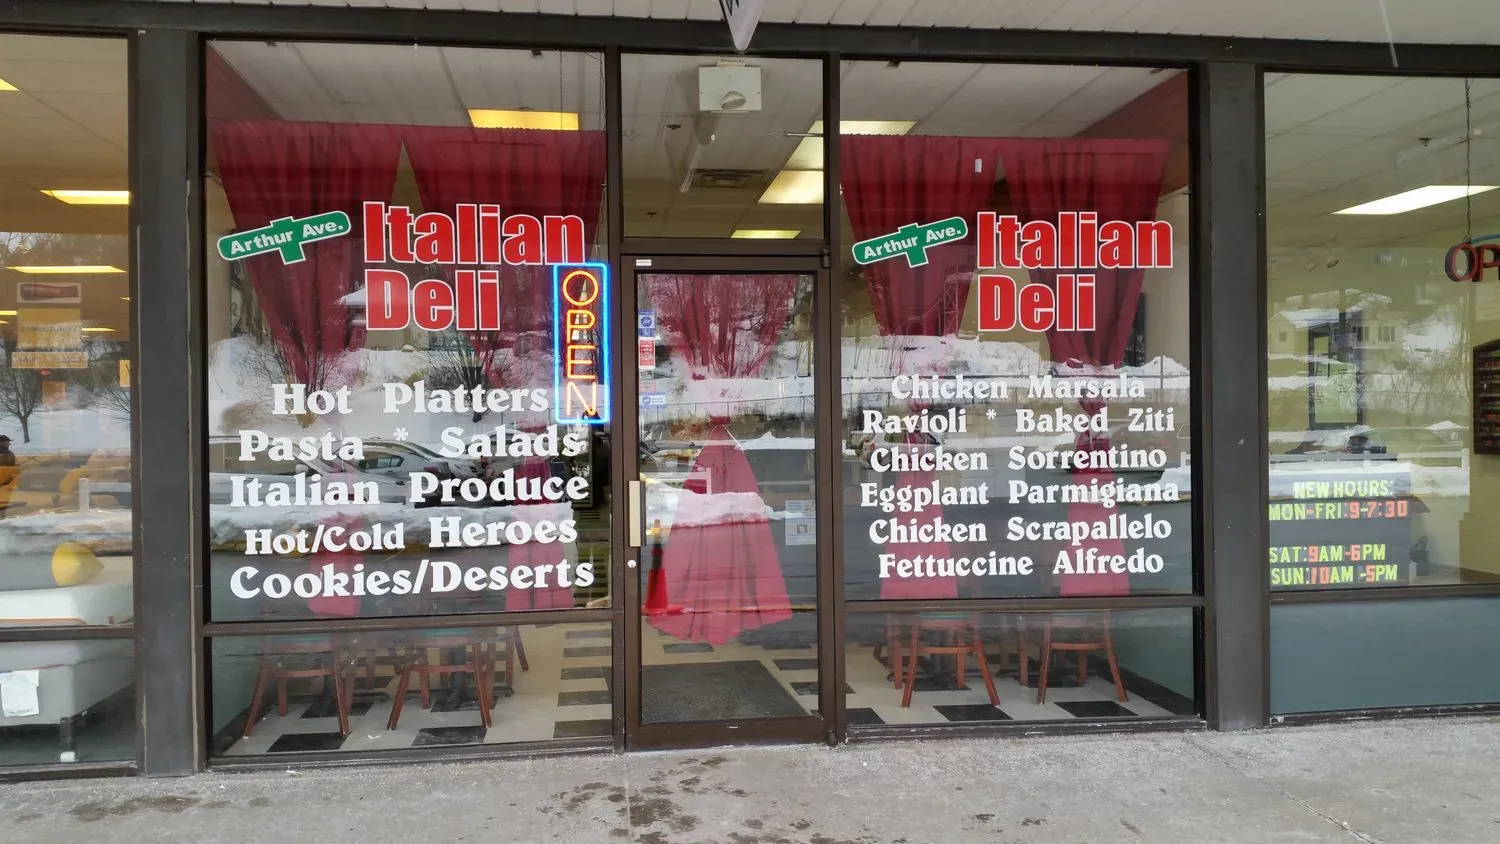 Arthur Ave.
Italian
Deli
OPEN
Hot Platters
Pasta * Salads
Italian Produce
Hot/Cold Heroes
Cookies/Deserts
Arthur Ave.
Italian
Deli
Chicken Marsala
Ravioli * Baked Ziti
Chicken Sorrentino
Eggplant Parmigiana
Chicken Scrapallelo
Fettuccine Alfredo
OP
NEW HOURS:
MON-FRI:9-7:30
SAT:9AM-6PM
SUN:10AM-5PM